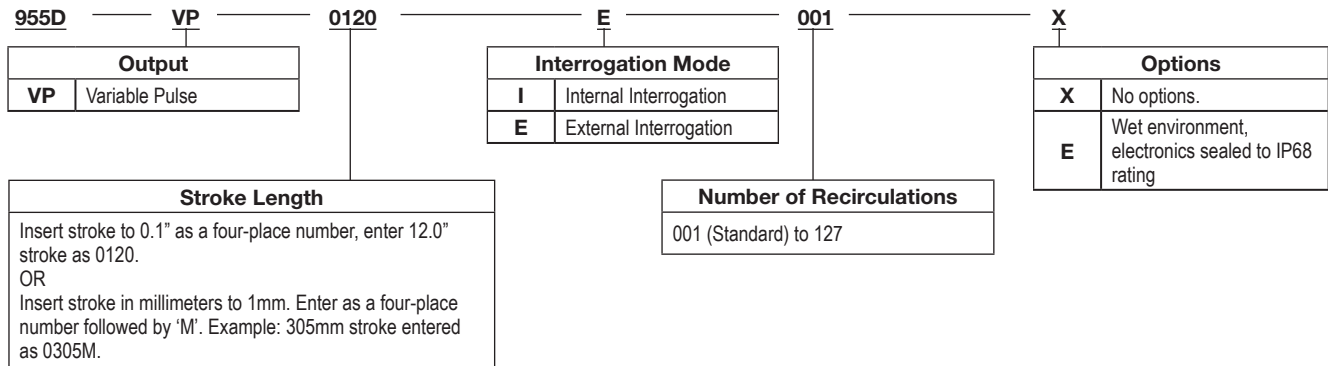 955D VP 0120 E 001 X
Output
VP Variable Pulse
Interrogation Mode
I Internal Interrogation
E External Interrogation
Options
X No options.
E Wet environment,
electronics sealed to IP68
rating
Stroke Length
Insert stroke to 0.1” as a four-place number, enter 12.0”
stroke as 0120.
OR
Insert stroke in millimeters to 1mm. Enter as a four-place
number followed by ‘M’. Example: 305mm stroke entered
as 0305M.
Number of Recirculations
001 (Standard) to 127